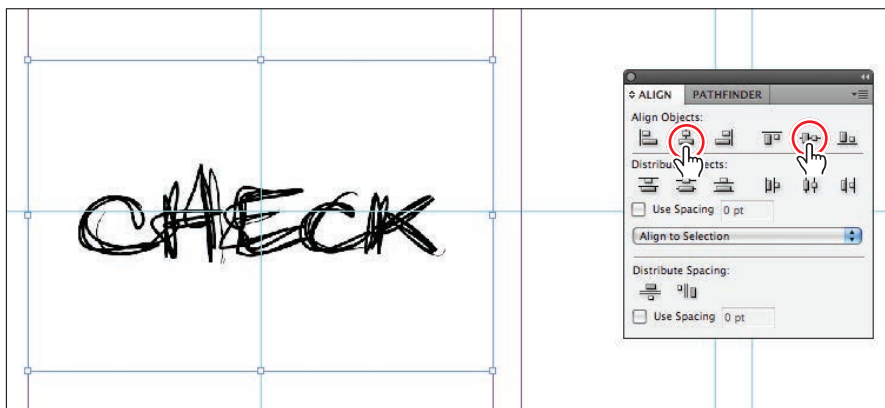 CHECK
ALIGN PATHFINDER
Align Objects:
Distribute Objects:
Use Spacing 0 pt
Align to Selection
Distribute Spacing:
Use Spacing 0 pt